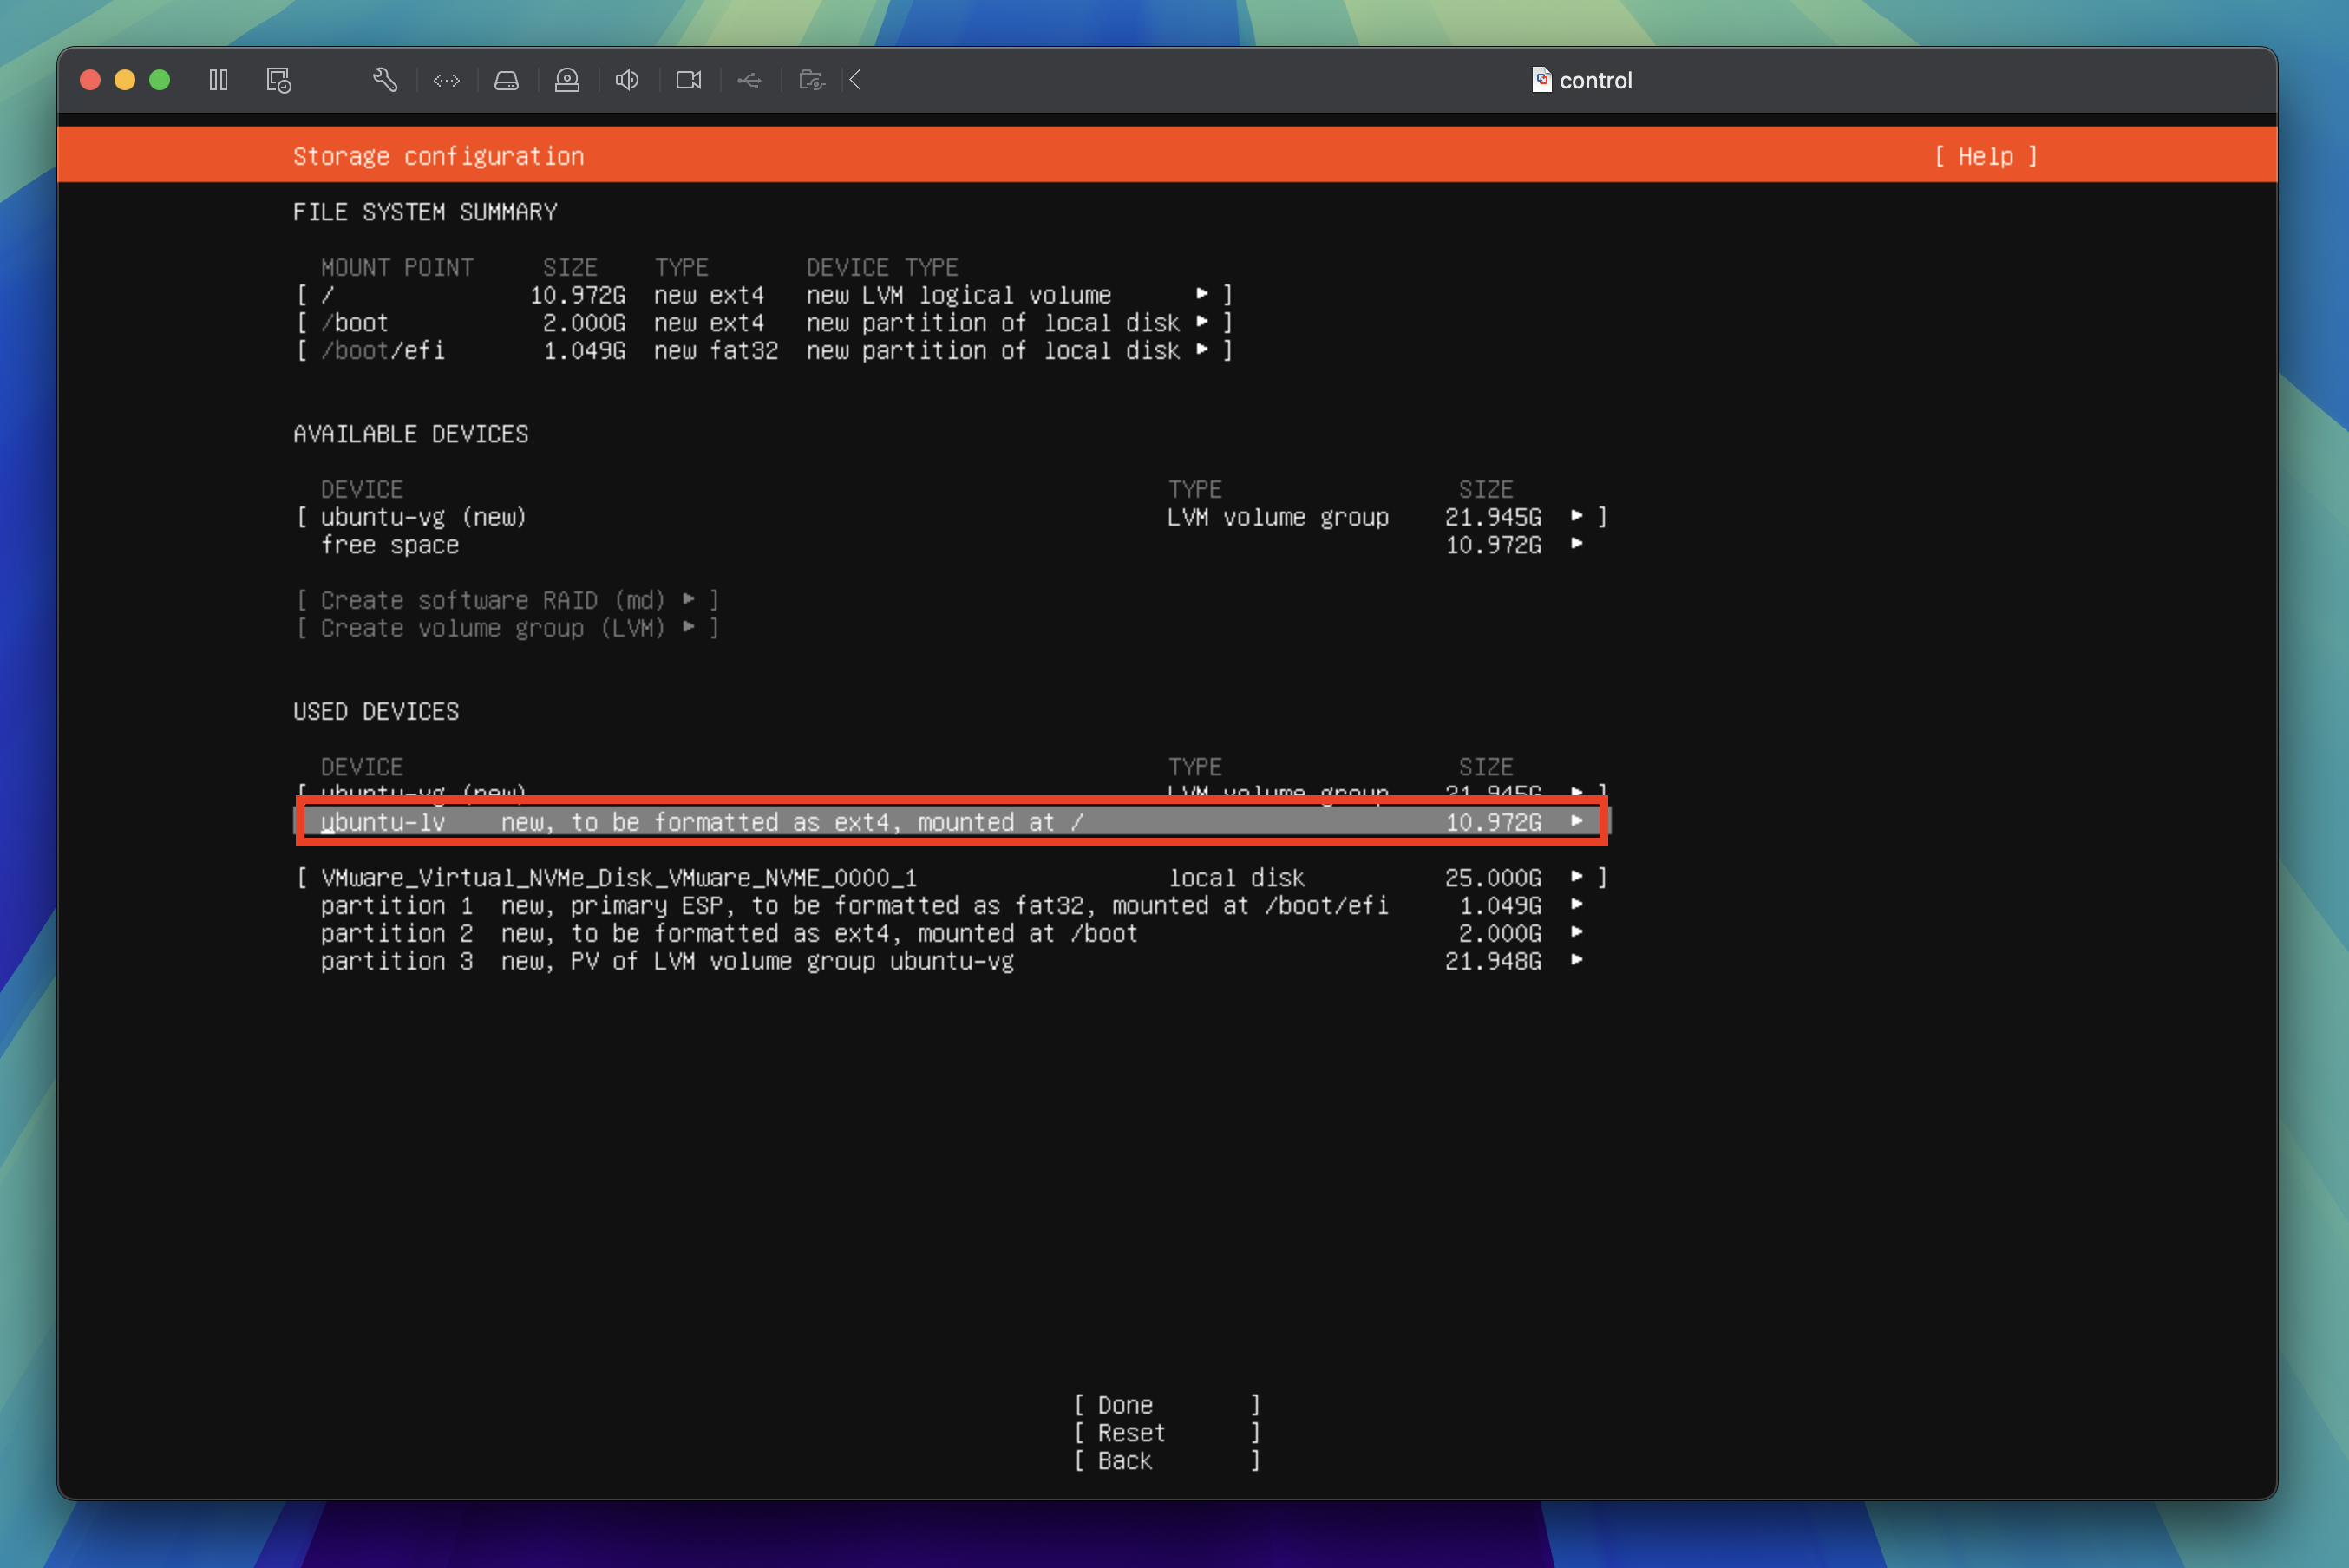 control
Storage configuration [ Help ]
FILE SYSTEM SUMMARY
MOUNT POINT SIZE TYPE DEVICE TYPE
[ / 10.972G new ext4 new LVM logical volume ▸ ]
[ /boot 2.000G new ext4 new partition of local disk ▸ ]
[ /boot/efi 1.049G new fat32 new partition of local disk ▸ ]
AVAILABLE DEVICES
DEVICE TYPE SIZE
[ ubuntu-vg (new) LVM volume group 21.945G ▸ ]
free space 10.972G ▸
[ Create software RAID (md) ▸ ]
[ Create volume group (LVM) ▸ ]
USED DEVICES
DEVICE TYPE SIZE
[ ubuntu-vg (new) LVM volume group 21.945G ▸ ]
ubuntu-lv new, to be formatted as ext4, mounted at / 10.972G ▸
[ VMware_Virtual_NVMe_Disk_VMware_NVME_0000_1 local disk 25.000G ▸ ]
partition 1 new, primary ESP, to be formatted as fat32, mounted at /boot/efi 1.049G ▸
partition 2 new, to be formatted as ext4, mounted at /boot 2.000G ▸
partition 3 new, PV of LVM volume group ubuntu-vg 21.948G ▸
[ Done ]
[ Reset ]
[ Back ]